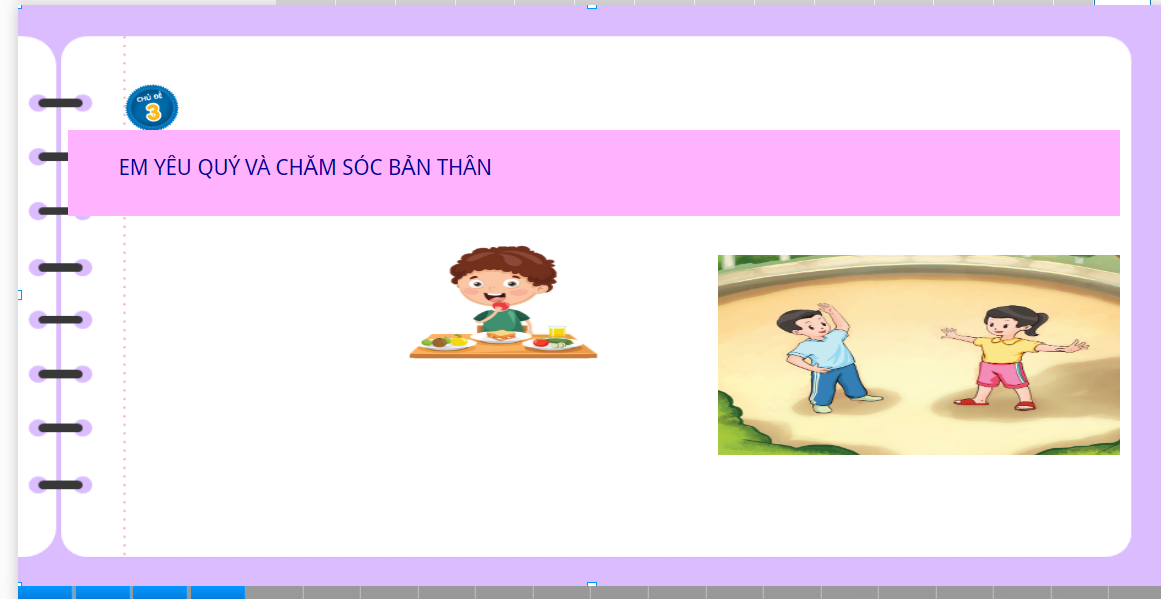 CHỦ ĐỀ
3
EM YÊU QUÝ VÀ CHĂM SÓC BẢN THÂN